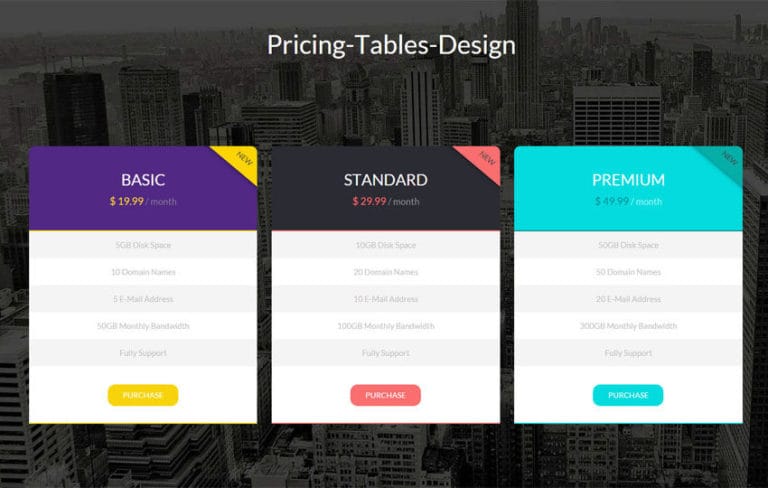 Pricing-Tables-Design
NEW
BASIC
$ 19.99 / month
5GB Disk Space
10 Domain Names
5 E-Mail Address
50GB Monthly Bandwidth
Fully Support
PURCHASE
NEW
STANDARD
$ 29.99 / month
10GB Disk Space
20 Domain Names
10 E-Mail Address
100GB Monthly Bandwidth
Fully Support
PURCHASE
NEW
PREMIUM
$ 49.99 / month
50GB Disk Space
50 Domain Names
20 E-Mail Address
300GB Monthly Bandwidth
Fully Support
PURCHASE